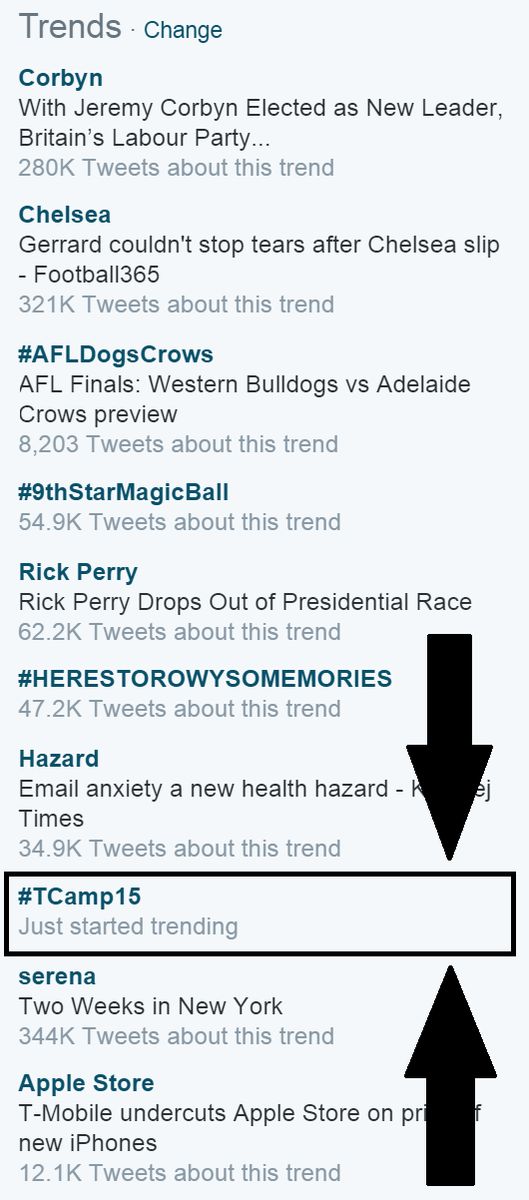 Trends · Change
Corbyn
With Jeremy Corbyn Elected as New Leader,
Britain’s Labour Party...
280K Tweets about this trend
Chelsea
Gerrard couldn't stop tears after Chelsea slip
- Football365
321K Tweets about this trend
#AFLDogsCrows
AFL Finals: Western Bulldogs vs Adelaide
Crows preview
8,203 Tweets about this trend
#9thStarMagicBall
54.9K Tweets about this trend
Rick Perry
Rick Perry Drops Out of Presidential Race
62.2K Tweets about this trend
#HERESTOROWYSOMEMORIES
47.2K Tweets about this trend
Hazard
Email anxiety a new health hazard -
Times
34.9K Tweets about this trend
#TCamp15
Just started trending
serena
Two Weeks in New York
344K Tweets about this trend
Apple Store
T-Mobile undercuts Apple Store on
new iPhones
12.1K Tweets about this trend